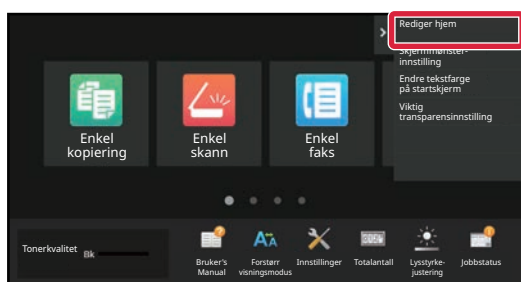 Rediger hjem
Skjermmønster-
innstilling
Endre tekstfarge
på startskjerm
Viktig
transparensinnstilling
Enkel
kopiering
Enkel
skann
Enkel
faks
Tonerkvalitet
Bk
Bruker's
Manual
Forstørr
visningsmodus
Innstillinger
Totalantall
Lysstyrke-
justering
Jobbstatus